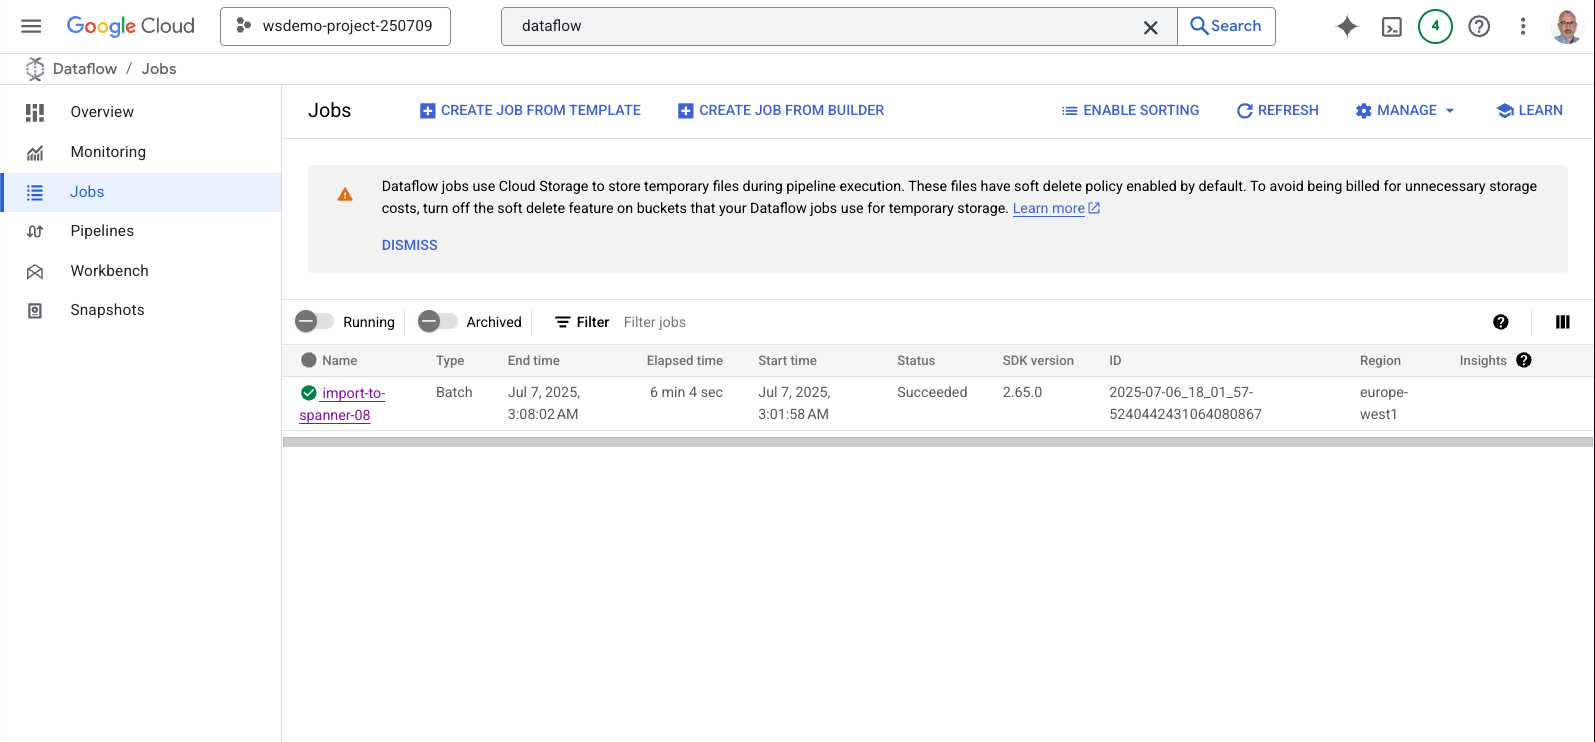 Google Cloud
wsdemo-project-250709
dataflow
Search
4
Dataflow / Jobs
Overview
Monitoring
Jobs
Pipelines
Workbench
Snapshots
Jobs
CREATE JOB FROM TEMPLATE
CREATE JOB FROM BUILDER
ENABLE SORTING
REFRESH
MANAGE
LEARN
Dataflow jobs use Cloud Storage to store temporary files during pipeline execution. These files have soft delete policy enabled by default. To avoid being billed for unnecessary storage
costs, turn off the soft delete feature on buckets that your Dataflow jobs use for temporary storage. Learn more
DISMISS
Running
Archived
Filter
Filter jobs
Name Type End time Elapsed time Start time Status SDK version ID Region Insights
import-to- Batch Jul 7, 2025, 6 min 4 sec Jul 7, 2025, Succeeded 2.65.0 2025-07-06_18_01_57- europe-
spanner-08 3:08:02 AM 3:01:58 AM 5240442431064080867 west1